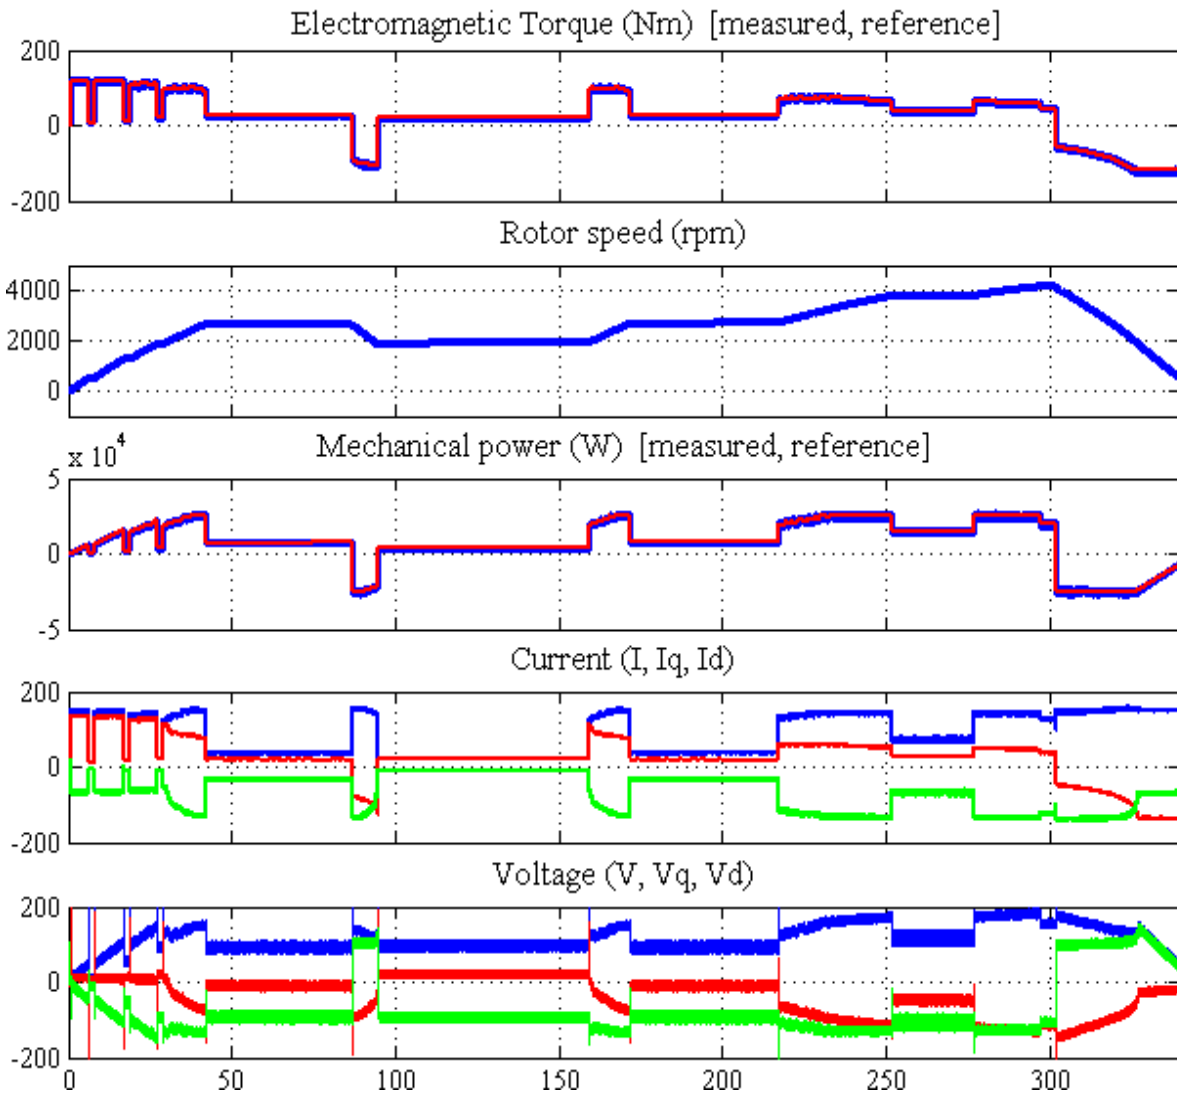 Electromagnetic Torque (Nm) [measured, reference]
200
0
-200
Rotor speed (rpm)
4000
2000
0
x 10^4
Mechanical power (W) [measured, reference]
5
0
-5
Current (I, Iq, Id)
200
0
-200
Voltage (V, Vq, Vd)
200
0
-200
0 50 100 150 200 250 300